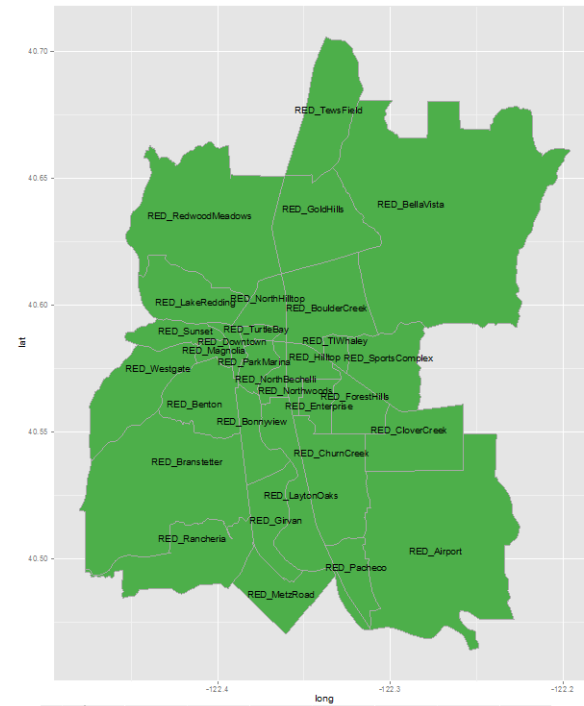 40.70
RED_TewsField
40.65
RED_RedwoodMeadows
RED_GoldHills
RED_BellaVista
40.60
RED_LakeRedding
RED_NorthHilltop
RED_BoulderCreek
RED_Sunset
RED_TurtleBay
RED_Downtown
RED_TIWhaley
RED_Magnolia
RED_Hilltop
RED_SportsComplex
RED_Westgate
RED_ParkMarina
RED_NorthBechelli
RED_Northwoods
RED_ForestHills
RED_Benton
RED_Enterprise
RED_Bonnyview
RED_CloverCreek
40.55
RED_Branstetter
RED_ChurnCreek
RED_LaytonOaks
RED_Girvan
RED_Rancheria
RED_Airport
40.50
RED_Pacheco
RED_MetzRoad
lat
-122.4
-122.3
-122.2
long